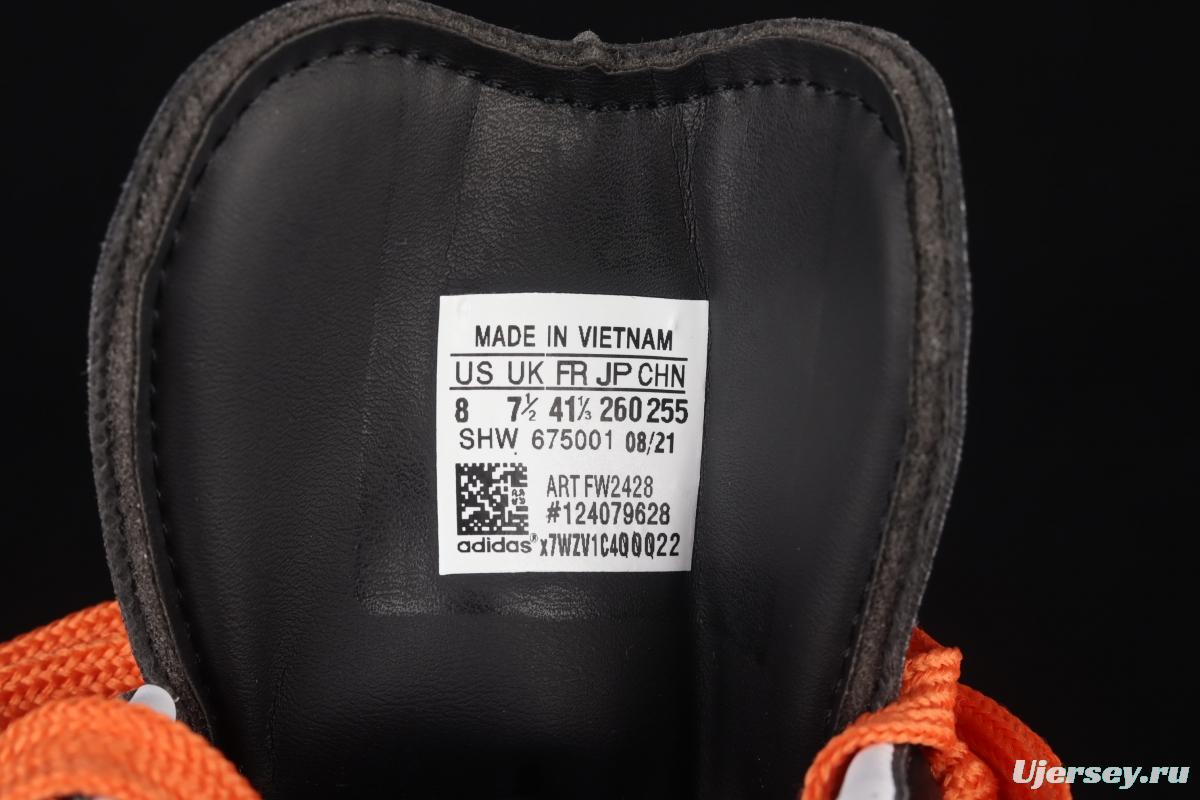 MADE IN VIETNAM
US UK FR JP CHN
8 7½ 41⅓ 260 255
SHW 675001 08/21
ART FW2428
#124079628
adidas® x7WZV1C400022
Ujersey.ru